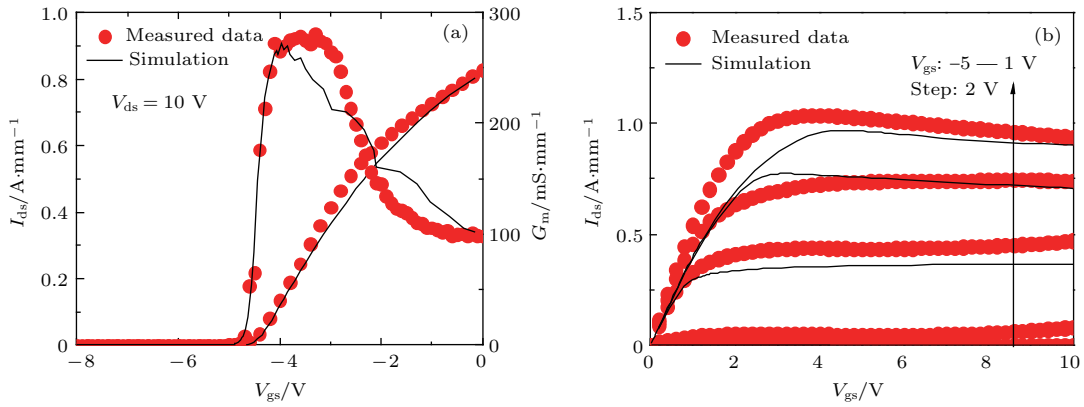 1.0
0.8
0.6
0.4
0.2
0
−8
−6
−4
−2
0
300
200
100
0
Ids/A·mm−1
Gm/mS·mm−1
Vgs/V
(a)
Measured data
Simulation
Vds = 10 V
1.5
1.0
0.5
0
0
2
4
6
8
10
Ids/A·mm−1
Vgs/V
(b)
Measured data
Simulation
Vgs: –5 — 1 V
Step: 2 V